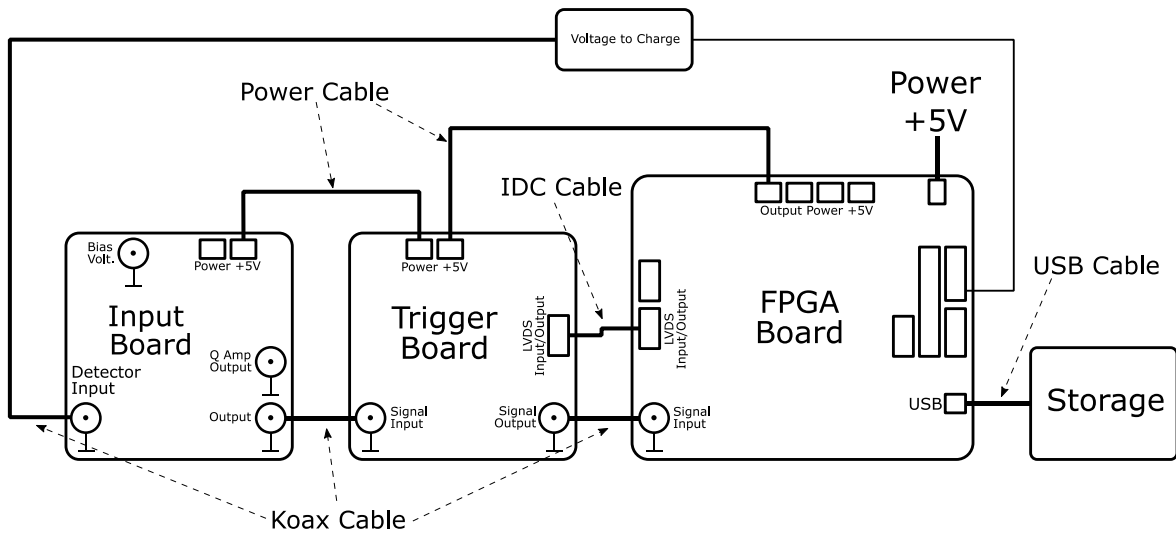 Voltage to Charge
Power Cable
Power
+5V
IDC Cable
Output Power +5V
USB Cable
Bias
Volt.
Power +5V
Input
Board
Q Amp
Output
Detector
Input
Output
Power +5V
Trigger
Board
LVDS
Input/Output
Signal
Input
Signal
Output
LVDS
Input/Output
FPGA
Board
Signal
Input
USB
Storage
Koax Cable